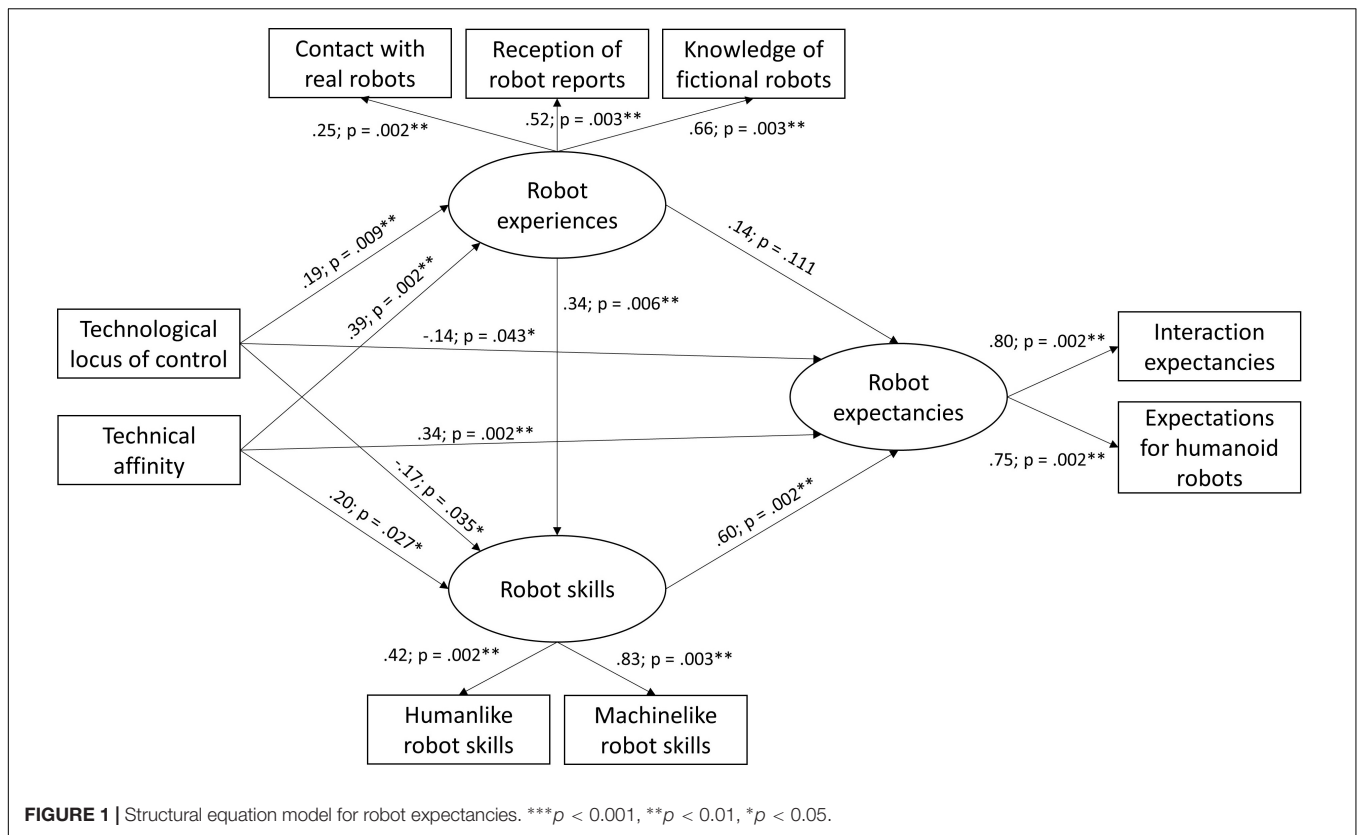 Contact with
real robots
Reception of
robot reports
Knowledge of
fictional robots
.25; p = .002**
.52; p = .003**
.66; p = .003**
Robot
experiences
.19; p = .009**
.39; p = .002**
.14; p = .111
.34; p = .006**
Technological
locus of control
-.14; p = .043*
Technical
affinity
.34; p = .002**
Robot
expectancies
.80; p = .002**
Interaction
expectancies
.75; p = .002**
Expectations
for humanoid
robots
-.17; p = .035*
.20; p = .027*
.60; p = .002**
Robot skills
.42; p = .002**
.83; p = .003**
Humanlike
robot skills
Machinelike
robot skills
FIGURE 1 | Structural equation model for robot expectancies. ***p < 0.001, **p < 0.01, *p < 0.05.